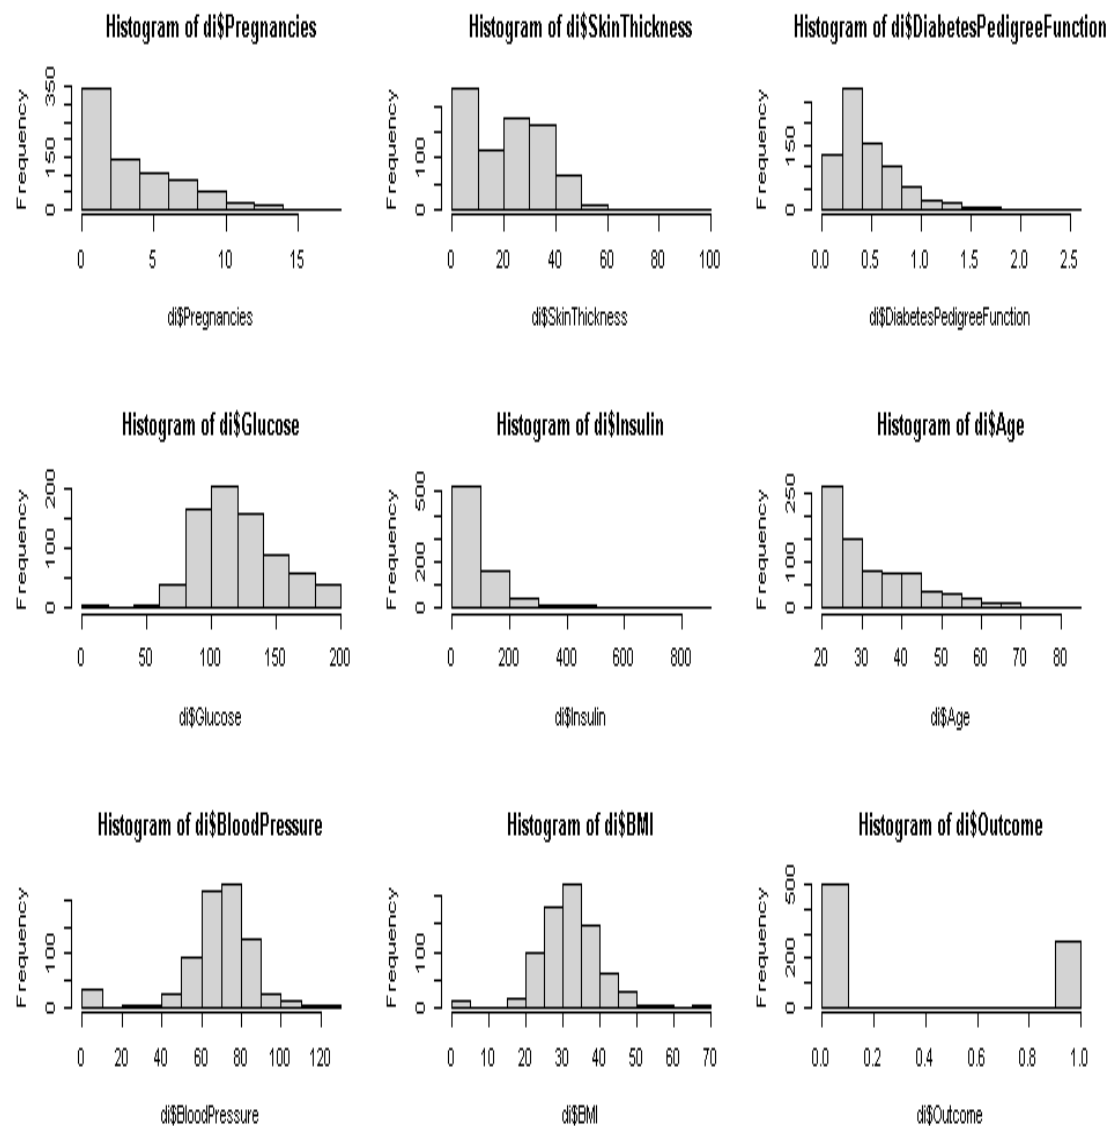 Histogram of di$Pregnancies
Frequency
0 150 350
0 5 10 15
di$Pregnancies
Histogram of di$SkinThickness
Frequency
0 100
0 20 40 60 80 100
di$SkinThickness
Histogram of di$DiabetesPedigreeFunction
Frequency
0 150
0.0 0.5 1.0 1.5 2.0 2.5
di$DiabetesPedigreeFunction
Histogram of di$Glucose
Frequency
0 100 200
0 50 100 150 200
di$Glucose
Histogram of di$Insulin
Frequency
0 200 500
0 200 400 600 800
di$Insulin
Histogram of di$Age
Frequency
0 100 250
20 30 40 50 60 70 80
di$Age
Histogram of di$BloodPressure
Frequency
0 100
0 20 40 60 80 100 120
di$BloodPressure
Histogram of di$BMI
Frequency
0 100
0 10 20 30 40 50 60 70
di$BMI
Histogram of di$Outcome
Frequency
0 200 500
0.0 0.2 0.4 0.6 0.8 1.0
di$Outcome